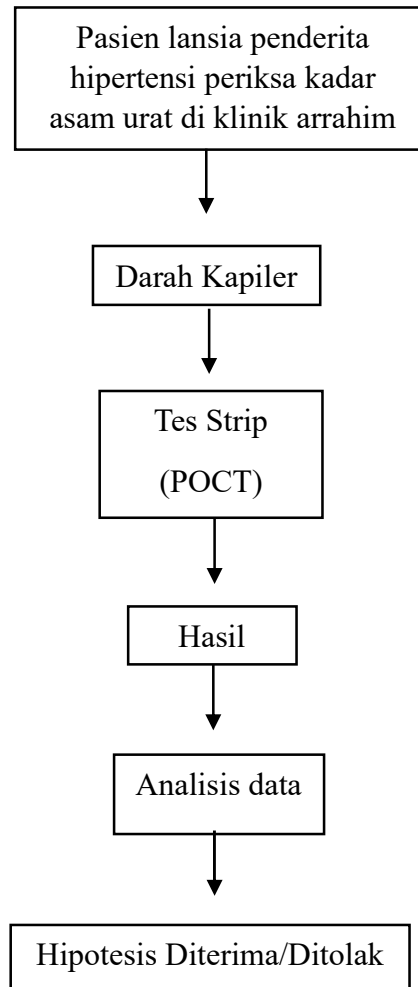 Pasien lansia penderita
hipertensi periksa kadar
asam urat di klinik arrahim
Darah Kapiler
Tes Strip
(POCT)
Hasil
Analisis data
Hipotesis Diterima/Ditolak